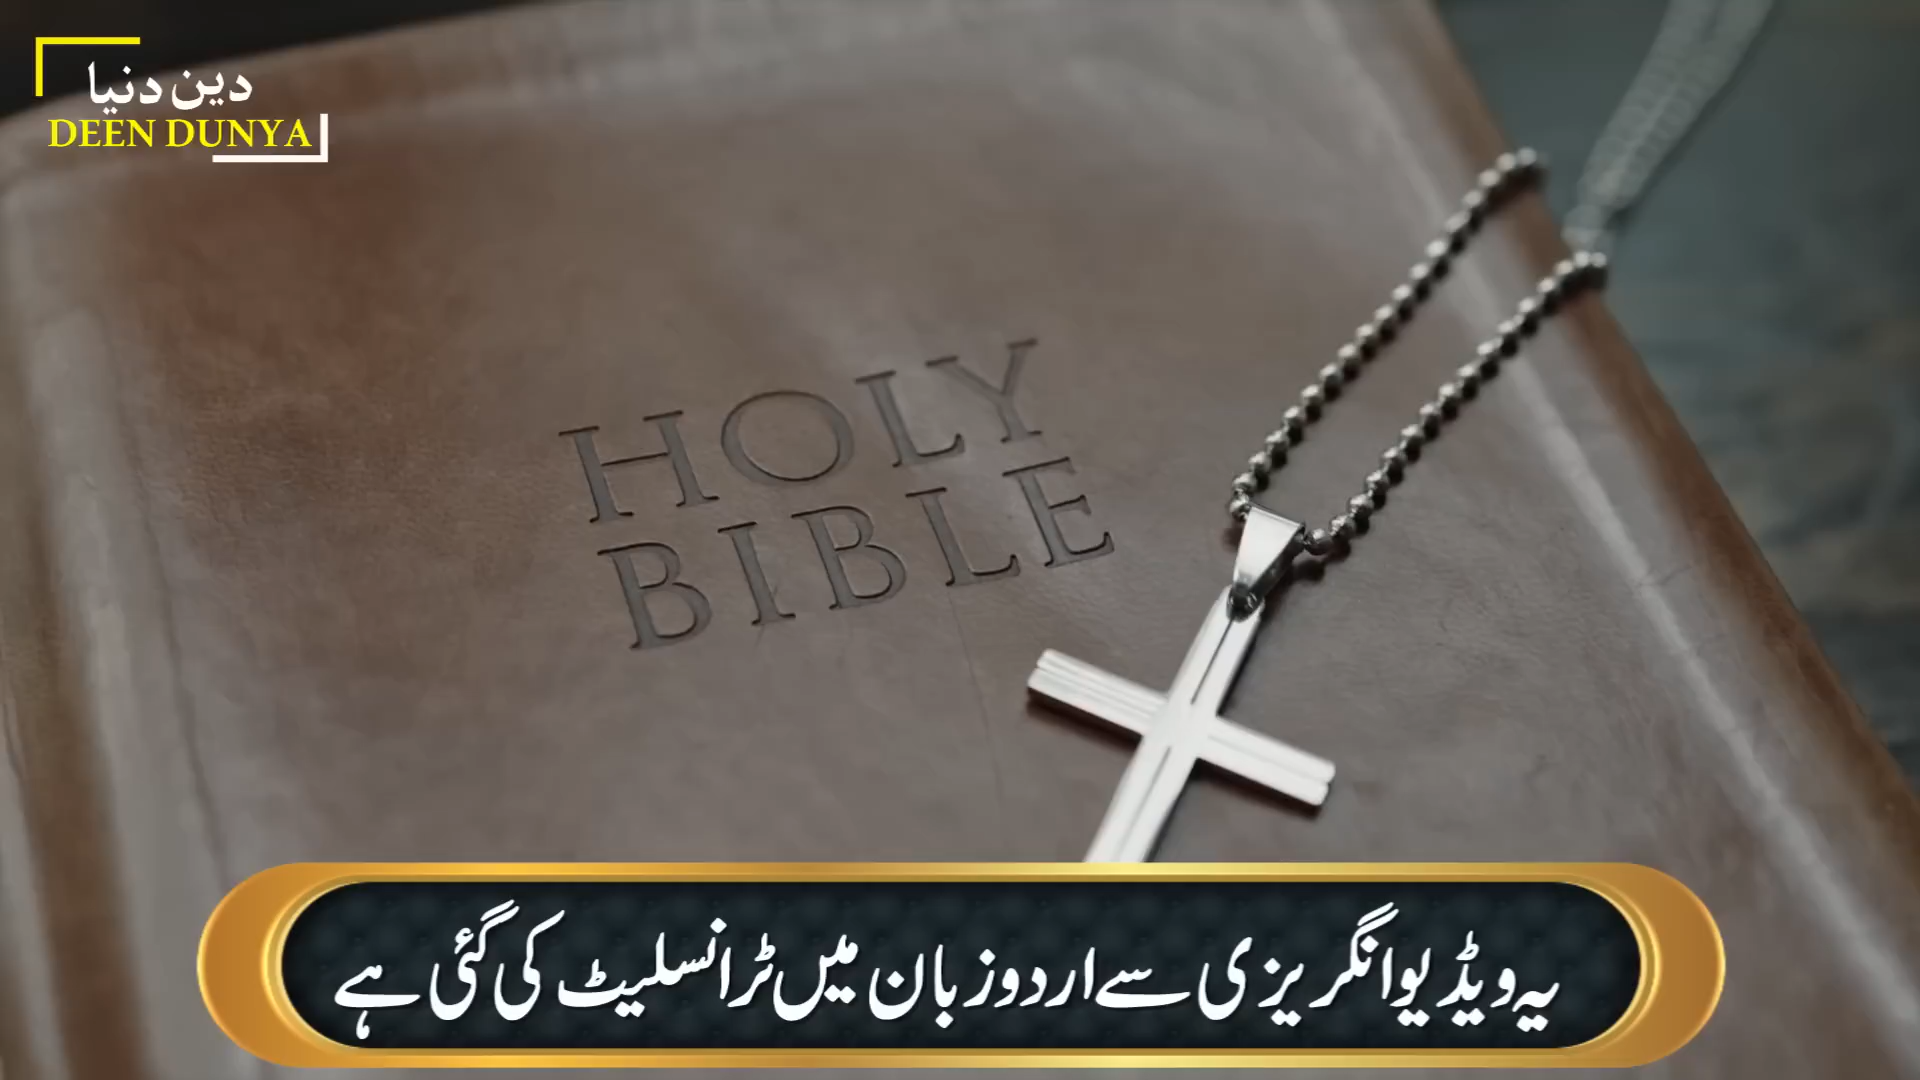 دین دنیا
DEEN DUNYA
HOLY
BIBLE
یہ ویڈیو انگریزی سے اردو زبان میں ٹرانسلیٹ کی گئی ہے